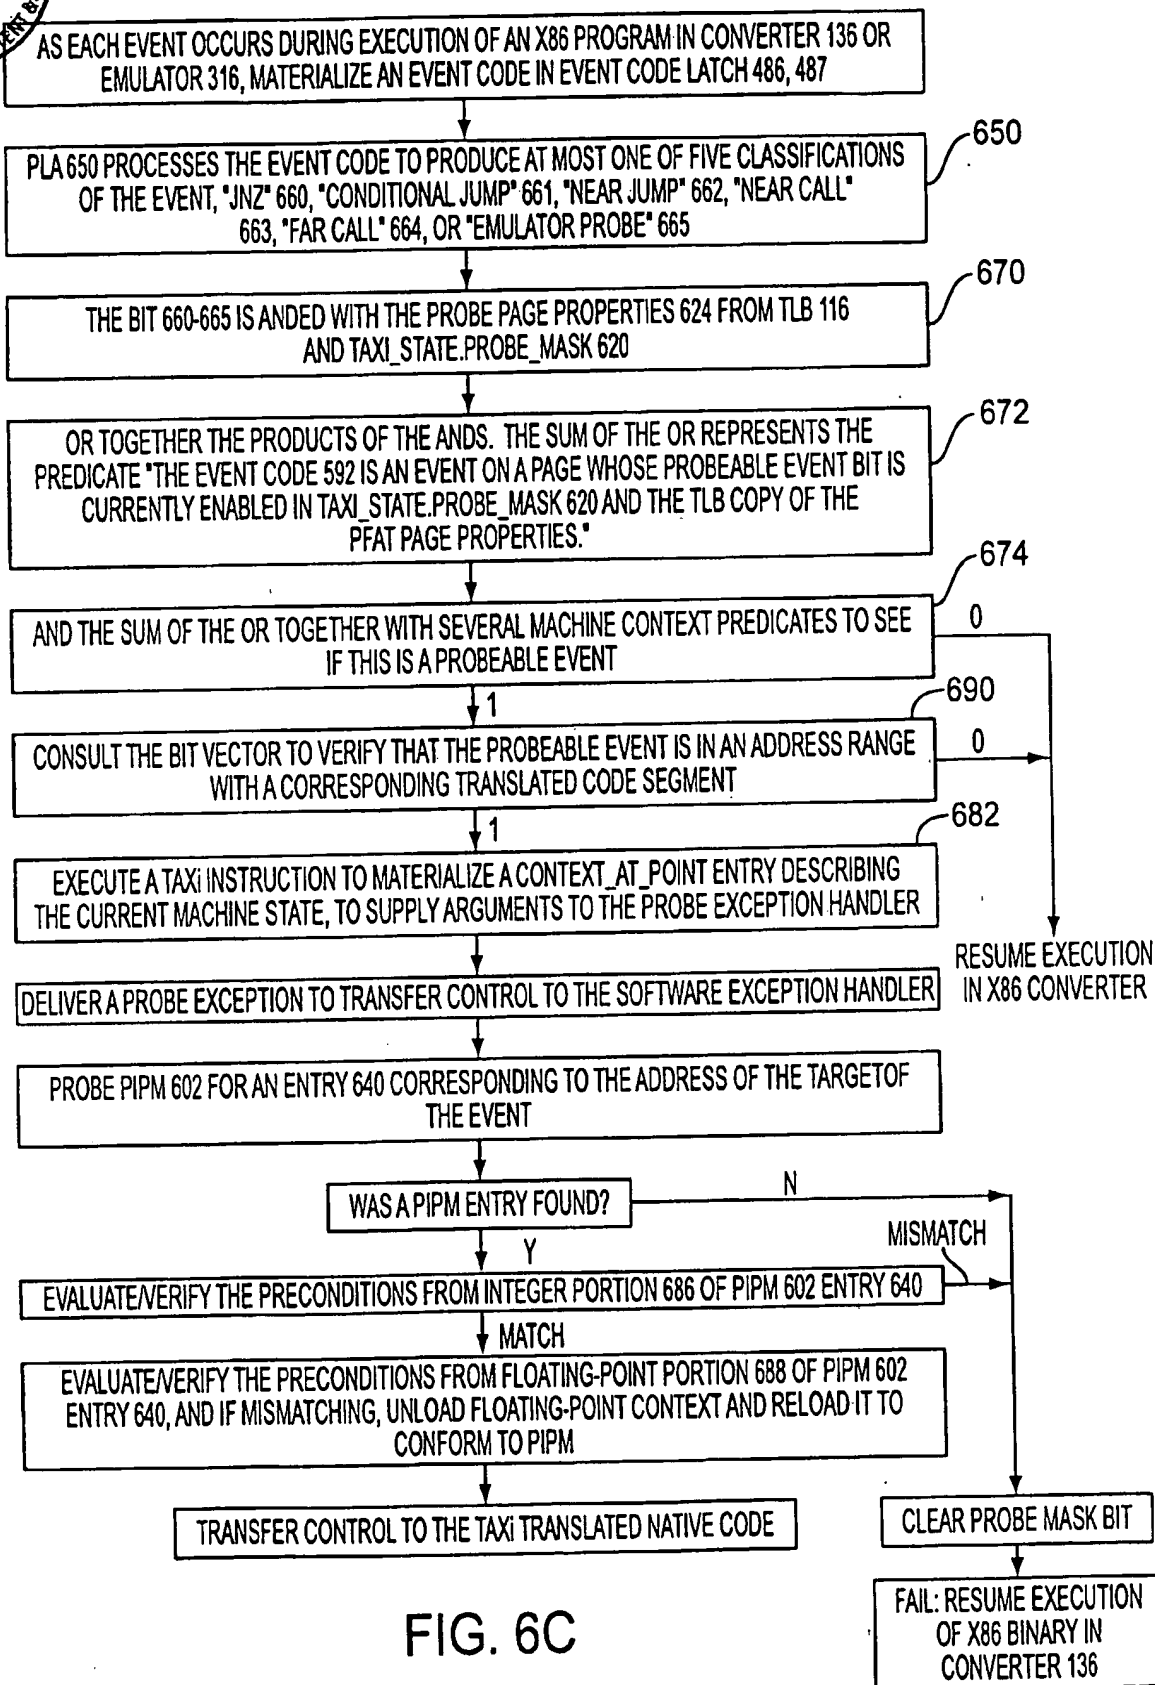 AS EACH EVENT OCCURS DURING EXECUTION OF AN X86 PROGRAM IN CONVERTER 136 OR
EMULATOR 316, MATERIALIZE AN EVENT CODE IN EVENT CODE LATCH 486, 487
650
PLA 650 PROCESSES THE EVENT CODE TO PRODUCE AT MOST ONE OF FIVE CLASSIFICATIONS
OF THE EVENT, "JNZ" 660, "CONDITIONAL JUMP" 661, "NEAR JUMP" 662, "NEAR CALL"
663, "FAR CALL" 664, OR "EMULATOR PROBE" 665
670
THE BIT 660-665 IS ANDED WITH THE PROBE PAGE PROPERTIES 624 FROM TLB 116
AND TAXI_STATE.PROBE_MASK 620
672
OR TOGETHER THE PRODUCTS OF THE ANDS. THE SUM OF THE OR REPRESENTS THE
PREDICATE "THE EVENT CODE 592 IS AN EVENT ON A PAGE WHOSE PROBEABLE EVENT BIT IS
CURRENTLY ENABLED IN TAXI_STATE.PROBE_MASK 620 AND THE TLB COPY OF THE
PFAT PAGE PROPERTIES."
674
AND THE SUM OF THE OR TOGETHER WITH SEVERAL MACHINE CONTEXT PREDICATES TO SEE
IF THIS IS A PROBEABLE EVENT
0
1
690
CONSULT THE BIT VECTOR TO VERIFY THAT THE PROBEABLE EVENT IS IN AN ADDRESS RANGE
WITH A CORRESPONDING TRANSLATED CODE SEGMENT
0
1
682
EXECUTE A TAXi INSTRUCTION TO MATERIALIZE A CONTEXT_AT_POINT ENTRY DESCRIBING
THE CURRENT MACHINE STATE, TO SUPPLY ARGUMENTS TO THE PROBE EXCEPTION HANDLER
RESUME EXECUTION
IN X86 CONVERTER
DELIVER A PROBE EXCEPTION TO TRANSFER CONTROL TO THE SOFTWARE EXCEPTION HANDLER
PROBE PIPM 602 FOR AN ENTRY 640 CORRESPONDING TO THE ADDRESS OF THE TARGETOF
THE EVENT
WAS A PIPM ENTRY FOUND?
N
Y
MISMATCH
EVALUATE/VERIFY THE PRECONDITIONS FROM INTEGER PORTION 686 OF PIPM 602 ENTRY 640
MATCH
EVALUATE/VERIFY THE PRECONDITIONS FROM FLOATING-POINT PORTION 688 OF PIPM 602
ENTRY 640, AND IF MISMATCHING, UNLOAD FLOATING-POINT CONTEXT AND RELOAD IT TO
CONFORM TO PIPM
TRANSFER CONTROL TO THE TAXi TRANSLATED NATIVE CODE
CLEAR PROBE MASK BIT
FAIL: RESUME EXECUTION
OF X86 BINARY IN
CONVERTER 136
FIG. 6C